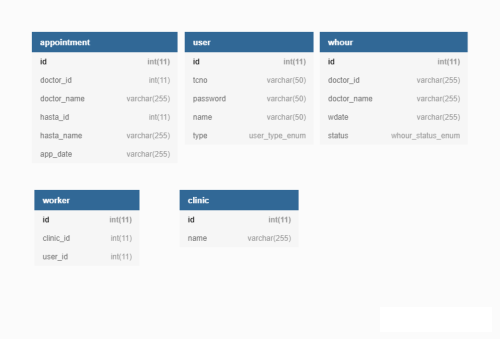 appointment
id int(11)
doctor_id int(11)
doctor_name varchar(255)
hasta_id int(11)
hasta_name varchar(255)
app_date varchar(255)
user
id int(11)
tcno varchar(50)
password varchar(50)
name varchar(50)
type user_type_enum
whour
id int(11)
doctor_id varchar(255)
doctor_name varchar(255)
wdate varchar(255)
status whour_status_enum
worker
id int(11)
clinic_id int(11)
user_id int(11)
clinic
id int(11)
name varchar(255)